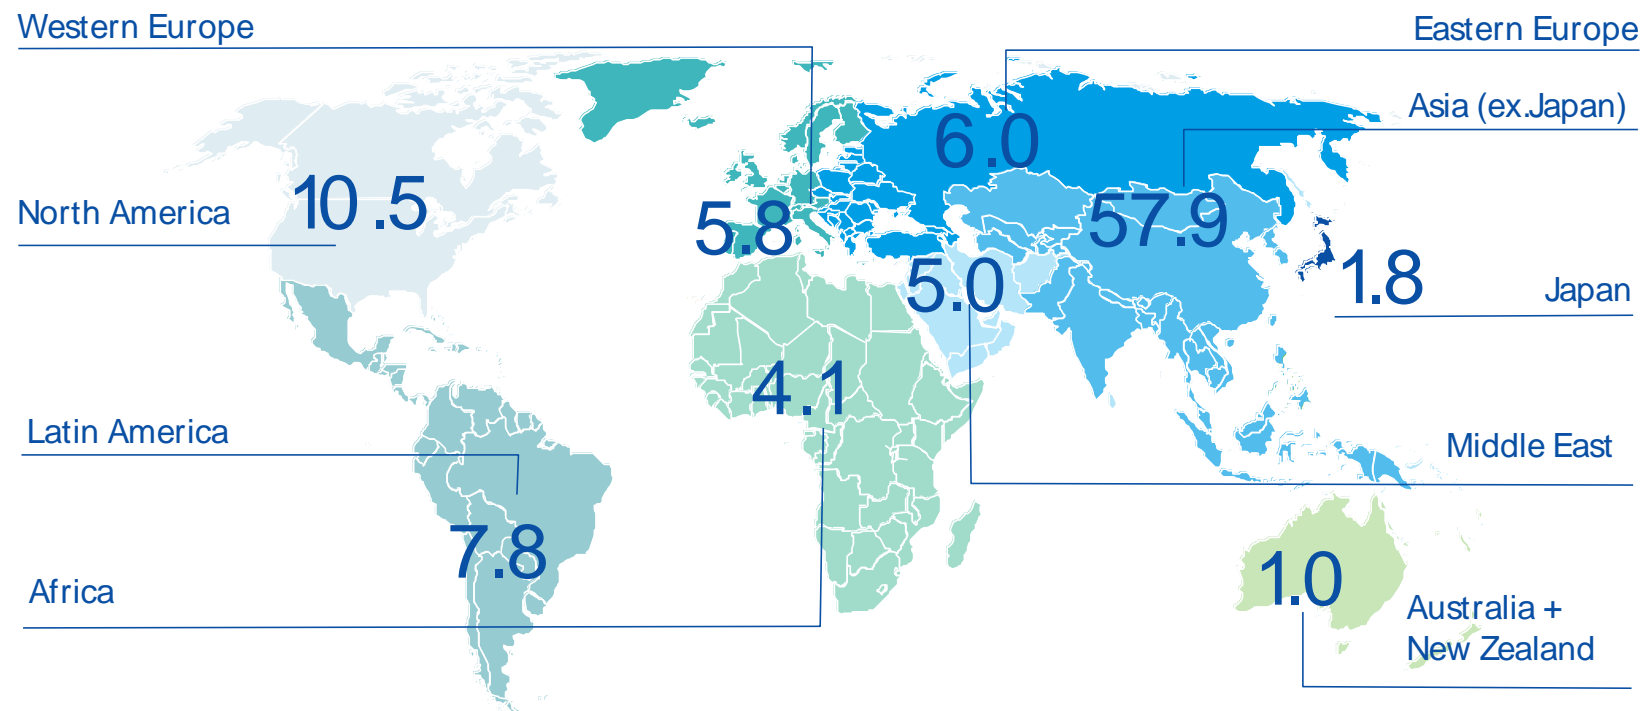 Western Europe
Eastern Europe
Asia (ex.Japan)
6.0
10.5
North America
5.8
57.9
5.0
1.8
Japan
4.1
Latin America
Middle East
7.8
1.0
Africa
Australia +
New Zealand